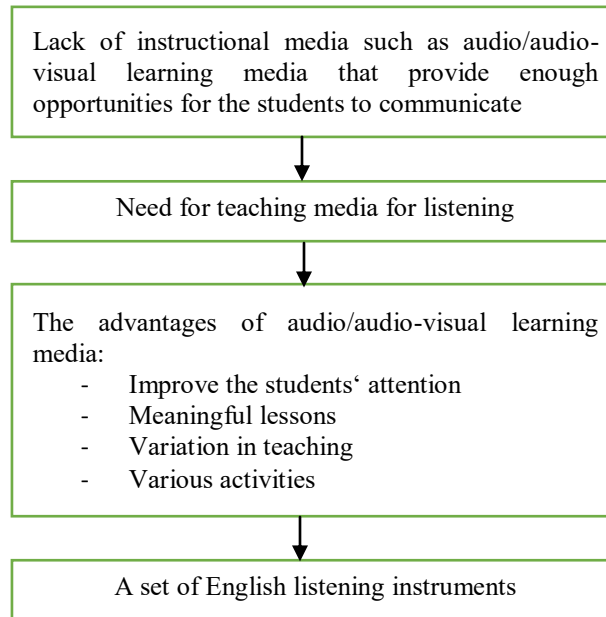 Lack of instructional media such as audio/audio-
visual learning media that provide enough
opportunities for the students to communicate
Need for teaching media for listening
The advantages of audio/audio-visual learning
media:
- Improve the students‘ attention
- Meaningful lessons
- Variation in teaching
- Various activities
A set of English listening instruments